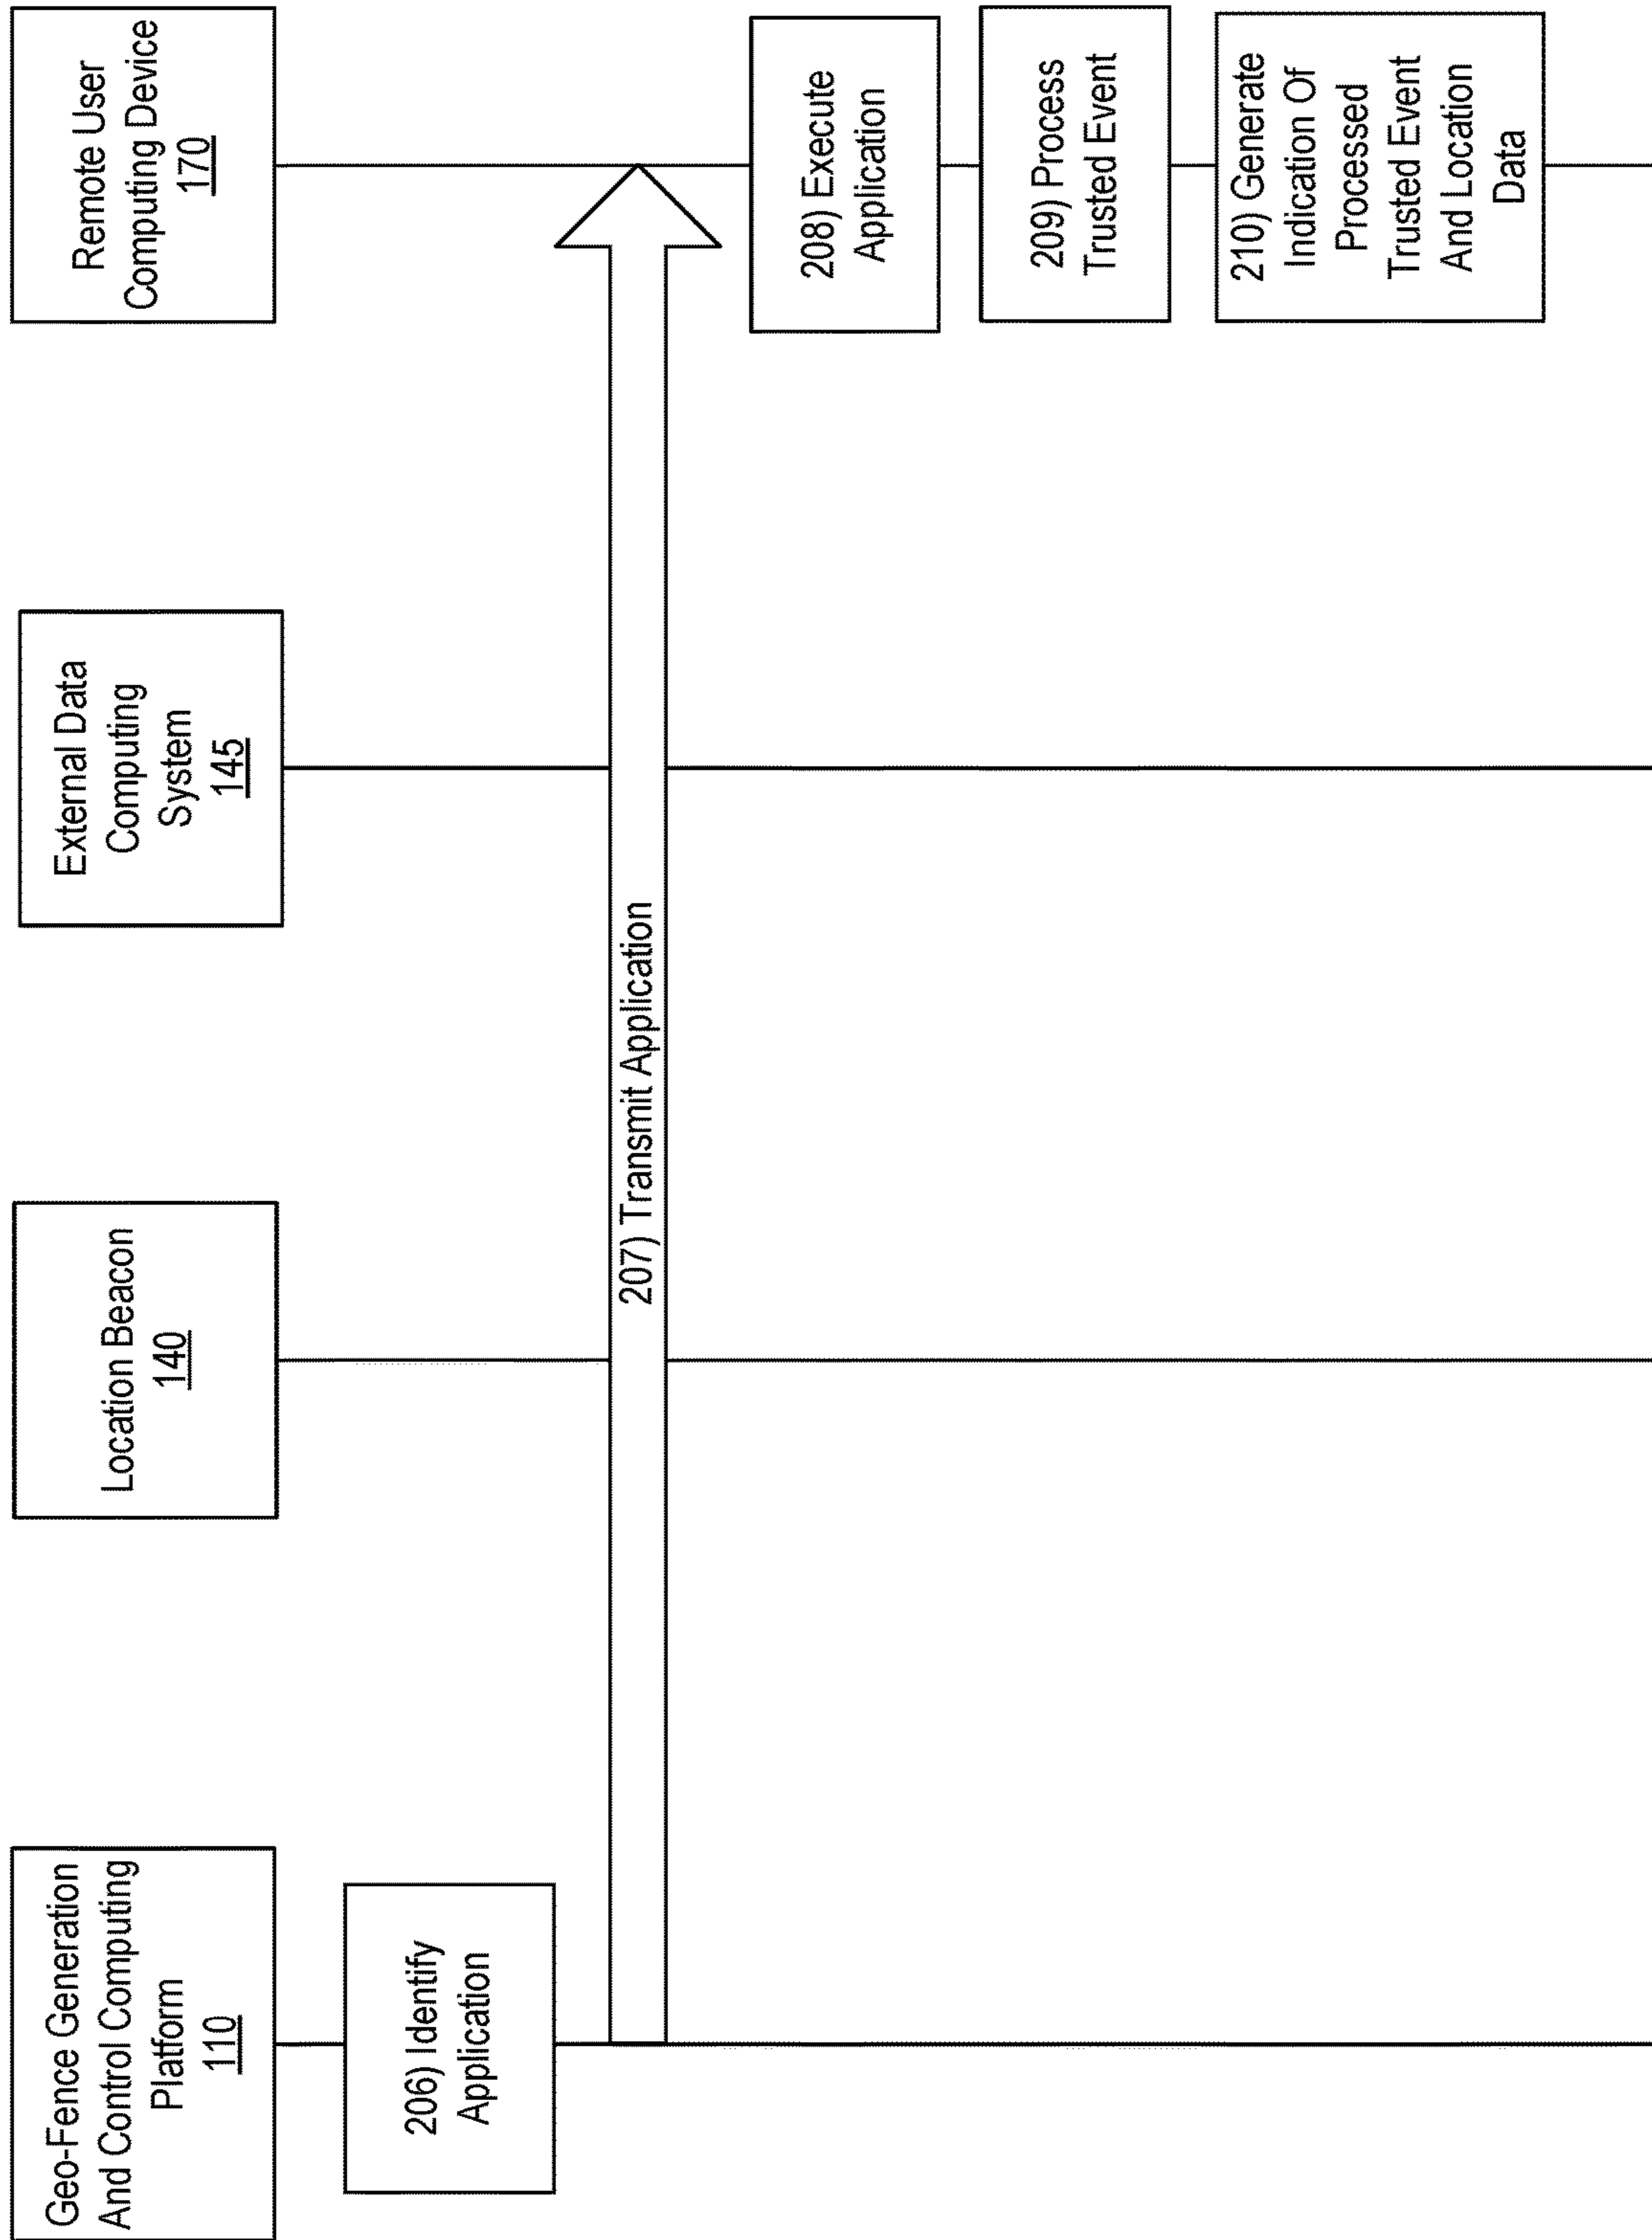 Geo-Fence Generation
And Control Computing
Platform
110
Location Beacon
140
External Data
Computing
System
145
Remote User
Computing Device
170
206) Identify
Application
207) Transmit Application
208) Execute
Application
209) Process
Trusted Event
210) Generate
Indication Of
Processed
Trusted Event
And Location
Data